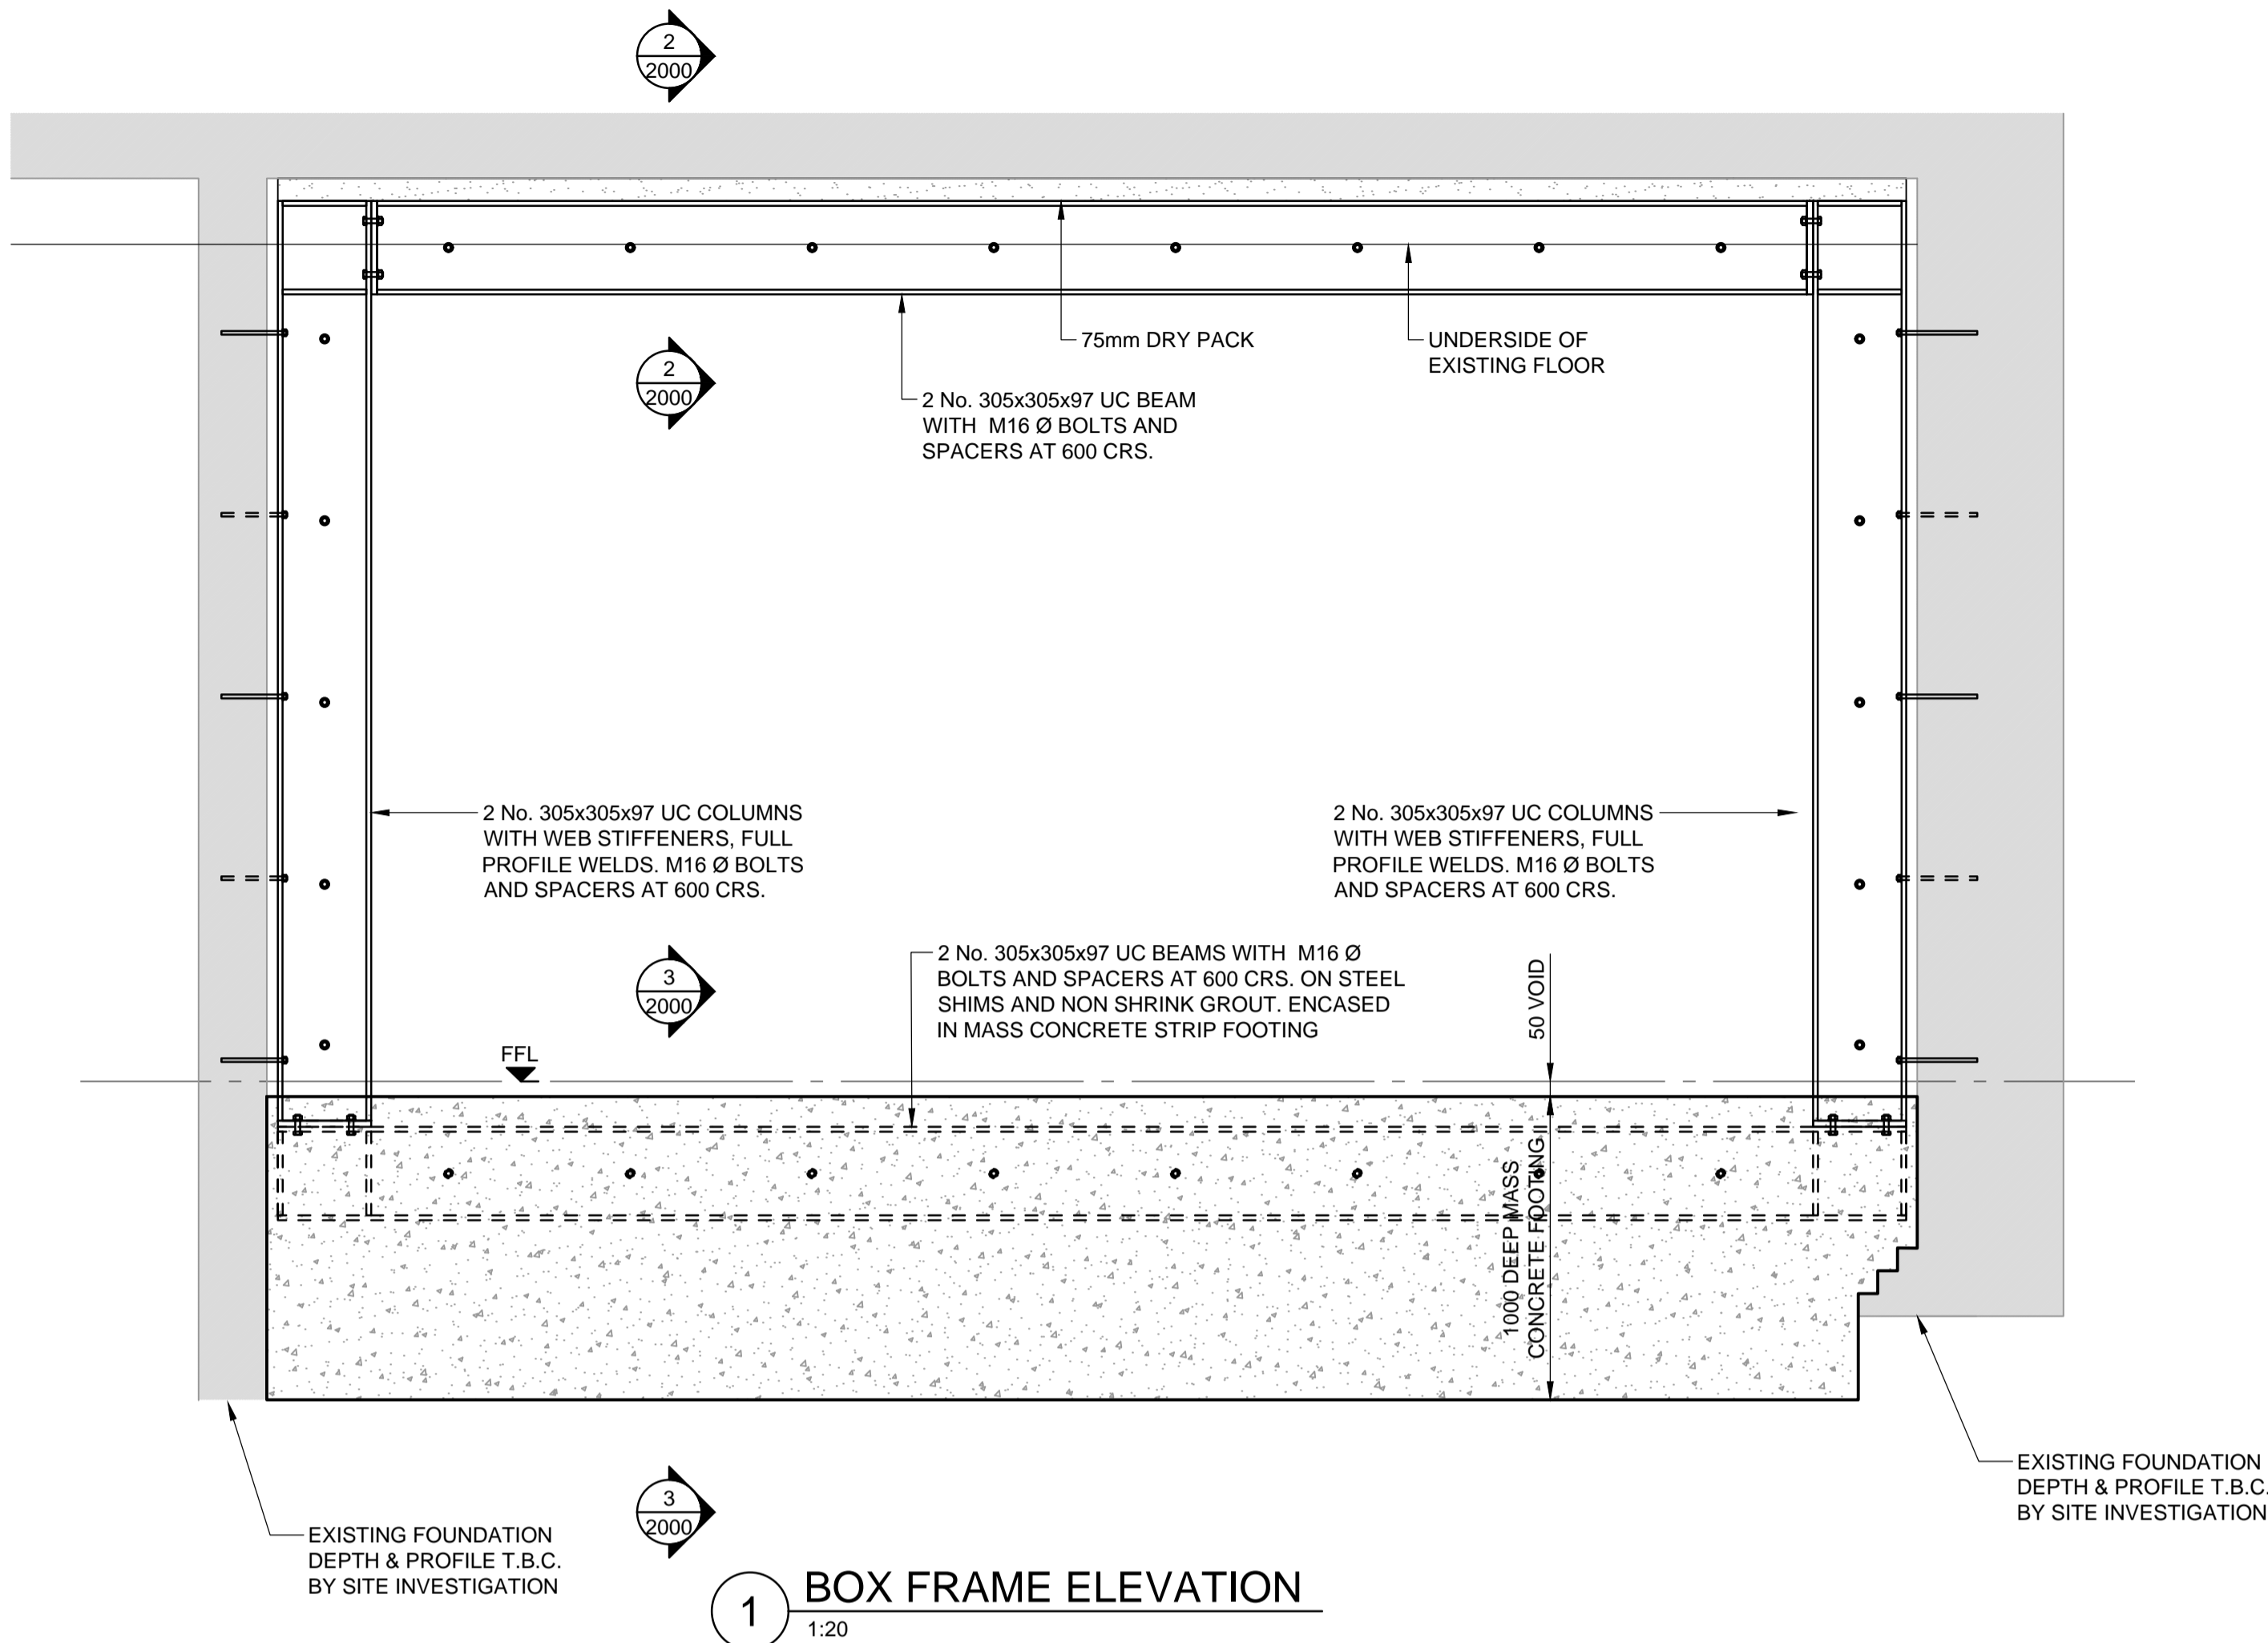 2
2000
75mm DRY PACK
UNDERSIDE OF
EXISTING FLOOR
2
2000
2 No. 305x305x97 UC BEAM
WITH  M16 Ø BOLTS AND
SPACERS AT 600 CRS.
2 No. 305x305x97 UC COLUMNS
WITH WEB STIFFENERS, FULL
PROFILE WELDS. M16 Ø BOLTS
AND SPACERS AT 600 CRS.
2 No. 305x305x97 UC COLUMNS
WITH WEB STIFFENERS, FULL
PROFILE WELDS. M16 Ø BOLTS
AND SPACERS AT 600 CRS.
3
2000
2 No. 305x305x97 UC BEAMS WITH  M16 Ø
BOLTS AND SPACERS AT 600 CRS. ON STEEL
SHIMS AND NON SHRINK GROUT. ENCASED
IN MASS CONCRETE STRIP FOOTING
50 VOID
FFL
1000 DEEP MASS
CONCRETE FOOTING
EXISTING FOUNDATION
DEPTH & PROFILE T.B.C.
BY SITE INVESTIGATION
3
2000
EXISTING FOUNDATION
DEPTH & PROFILE T.B.C.
BY SITE INVESTIGATION
1
BOX FRAME ELEVATION
1:20